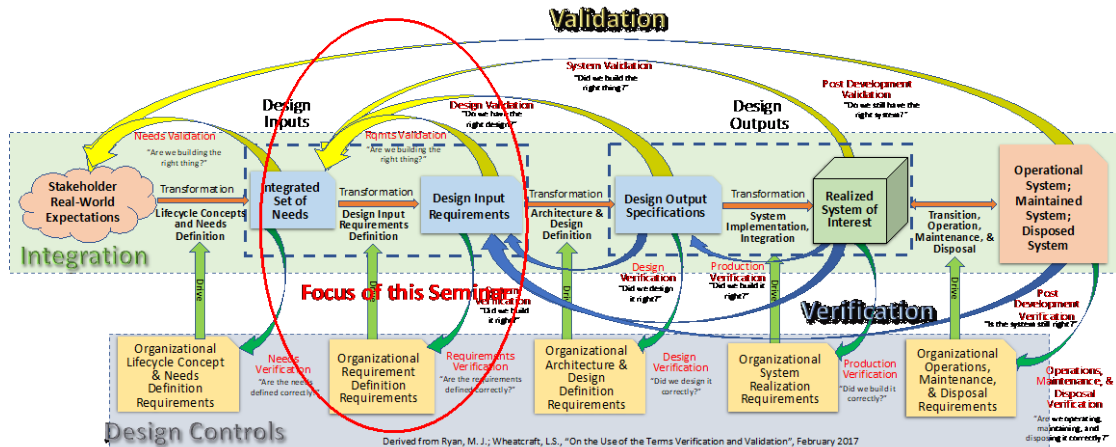 Validation
System Validation
"Did we build the
right thing?"
Post Development
Validation
"Do we still have the
right system?"
Design
Inputs
Design Validation
"Do we have the
right design?"
Design
Outputs
Needs Validation
"Are we building the
right thing?"
Rqmts Validation
"Are we building the
right thing?"
Stakeholder
Real-World
Expectations
Transformation
Lifecycle Concepts
and Needs
Definition
Integrated
Set of
Needs
Transformation
Design Input
Requirements
Definition
Design Input
Requirements
Transformation
Architecture &
Design
Definition
Design Output
Specifications
Transformation
System
Implementation,
Integration
Realized
System of
Interest
Transition,
Operation,
Maintenance, &
Disposal
Operational
System;
Maintained
System;
Disposed
System
Integration
Drive
Drive
Drive
Drive
Drive
Focus of this Seminar
Verification
"Did we build
it right?"
Design
Verification
"Did we design
it right?"
Production
Verification
"Did we build it
right?"
Verification
Post
Development
Verification
"Is the system still right?"
Organizational
Lifecycle Concept
& Needs
Definition
Requirements
Needs
Verification
"Are the needs
defined correctly?"
Organizational
Requirement
Definition
Requirements
Requirements
Verification
"Are the requirements
defined correctly?"
Organizational
Architecture &
Design
Definition
Requirements
Design
Verification
"Did we design it
correctly?"
Organizational
System
Realization
Requirements
Production
Verification
"Did we build it
correctly?"
Organizational
Operations,
Maintenance,
& Disposal
Requirements
Operations,
Maintenance, &
Disposal
Verification
"Are we operating,
maintaining, and
disposing it correctly?"
Design Controls
Derived from Ryan, M. J.; Wheatcraft, L.S., "On the Use of the Terms Verification and Validation", February 2017